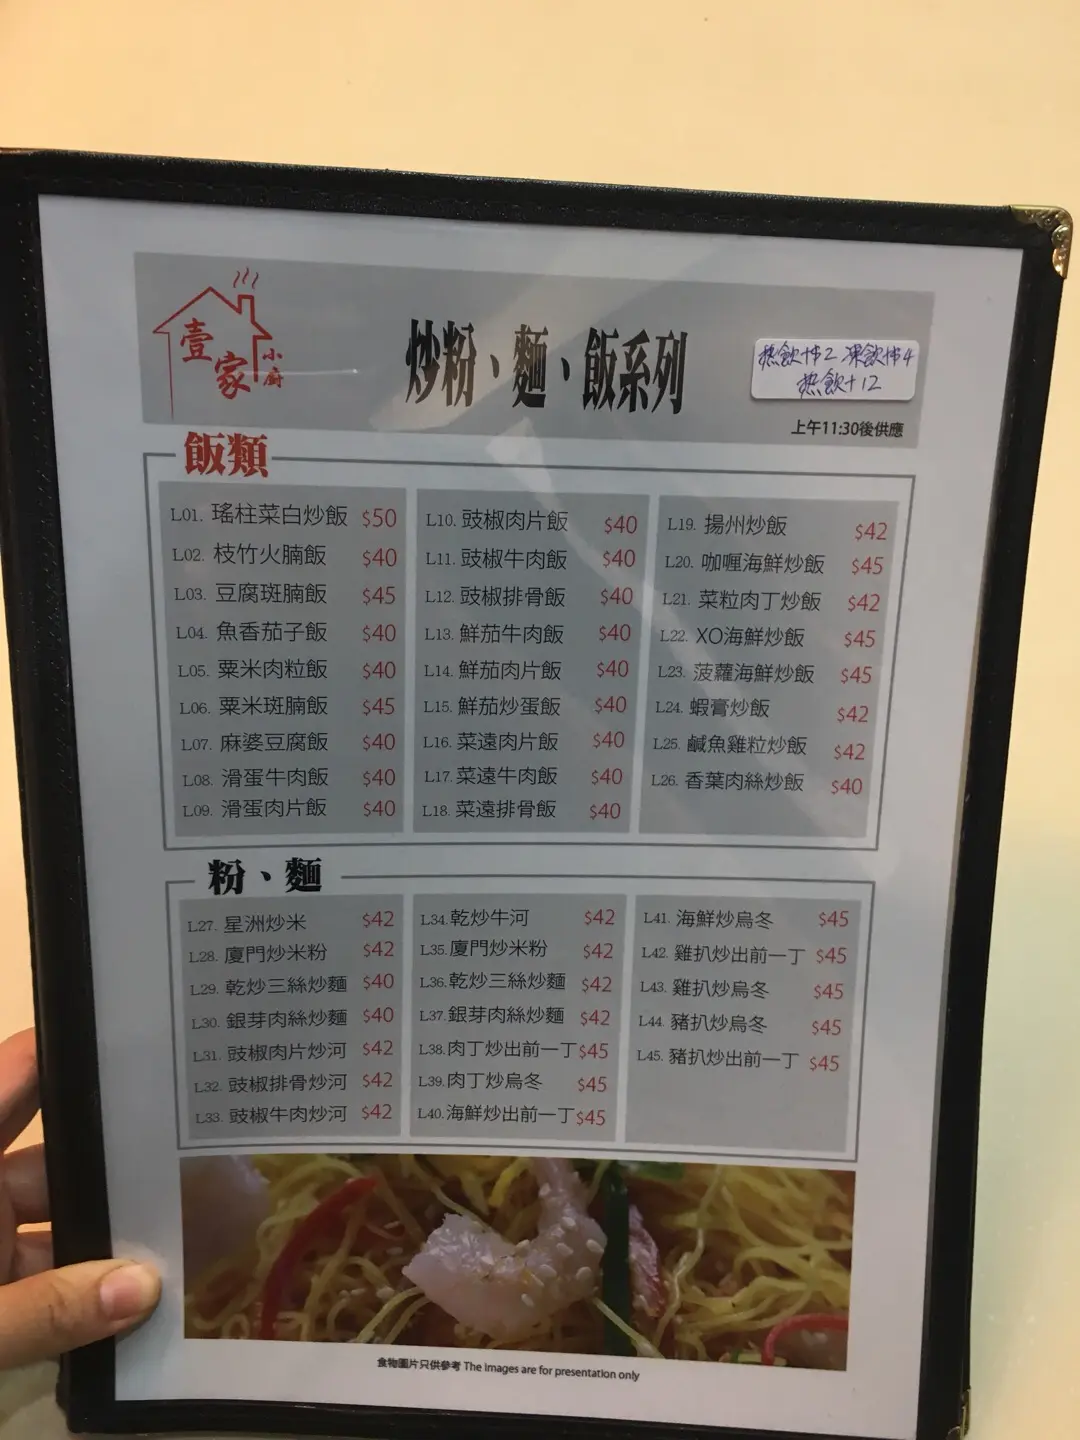 壹家小廚
炒粉、麵、飯系列
热飲+ $2 凍飲 + $4
热飲 + 12
上午11:30後供應
飯類
L01. 瑤柱菜白炒飯 $50
L02. 枝竹火腩飯 $40
L03. 豆腐斑腩飯 $45
L04. 魚香茄子飯 $40
L05. 粟米肉粒飯 $40
L06. 粟米斑腩飯 $45
L07. 麻婆豆腐飯 $40
L08. 滑蛋牛肉飯 $40
L09. 滑蛋肉片飯 $40
L10. 豉椒肉片飯 $40
L11. 豉椒牛肉飯 $40
L12. 豉椒排骨飯 $40
L13. 鮮茄牛肉飯 $40
L14. 鮮茄肉片飯 $40
L15. 鮮茄炒蛋飯 $40
L16. 菜遠肉片飯 $40
L17. 菜遠牛肉飯 $40
L18. 菜遠排骨飯 $40
L19. 揚州炒飯 $42
L20. 咖喱海鮮炒飯 $45
L21. 菜粒肉丁炒飯 $42
L22. XO海鮮炒飯 $45
L23. 菠蘿海鮮炒飯 $45
L24. 蝦膏炒飯 $42
L25. 鹹魚雞粒炒飯 $42
L26. 香葉肉絲炒飯 $40
粉、麵
L27. 星洲炒米 $42
L28. 廈門炒米粉 $42
L29. 乾炒三絲炒麵 $40
L30. 銀芽肉絲炒麵 $40
L31. 豉椒肉片炒河 $42
L32. 豉椒排骨炒河 $42
L33. 豉椒牛肉炒河 $42
L34. 乾炒牛河 $42
L35. 廈門炒米粉 $42
L36. 乾炒三絲炒麵 $42
L37. 銀芽肉絲炒麵 $42
L38. 肉丁炒出前一丁 $45
L39. 肉丁炒烏冬 $45
L40. 海鮮炒出前一丁 $45
L41. 海鮮炒烏冬 $45
L42. 雞扒炒出前一丁 $45
L43. 雞扒炒烏冬 $45
L44. 豬扒炒烏冬 $45
L45. 豬扒炒出前一丁 $45
食物圖片只供參考 The images are for presentation only